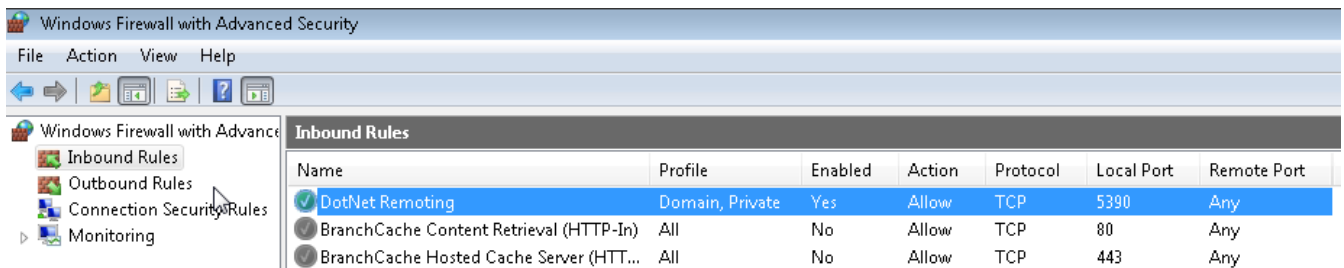 Windows Firewall with Advanced Security
File Action View Help
Windows Firewall with Advance
Inbound Rules
Outbound Rules
Connection Security Rules
Monitoring
Inbound Rules
Name Profile Enabled Action Protocol Local Port Remote Port
DotNet Remoting Domain, Private Yes Allow TCP 5390 Any
BranchCache Content Retrieval (HTTP-In) All No Allow TCP 80 Any
BranchCache Hosted Cache Server (HTT... All No Allow TCP 443 Any